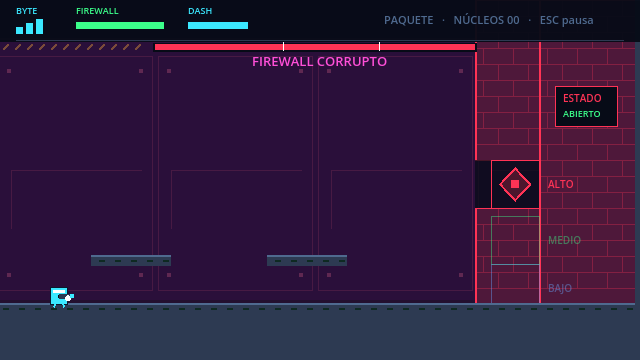 BYTE
FIREWALL
DASH
PAQUETE · NÚCLEOS 00 · ESC pausa
FIREWALL CORRUPTO
ESTADO
ABIERTO
ALTO
MEDIO
BAJO